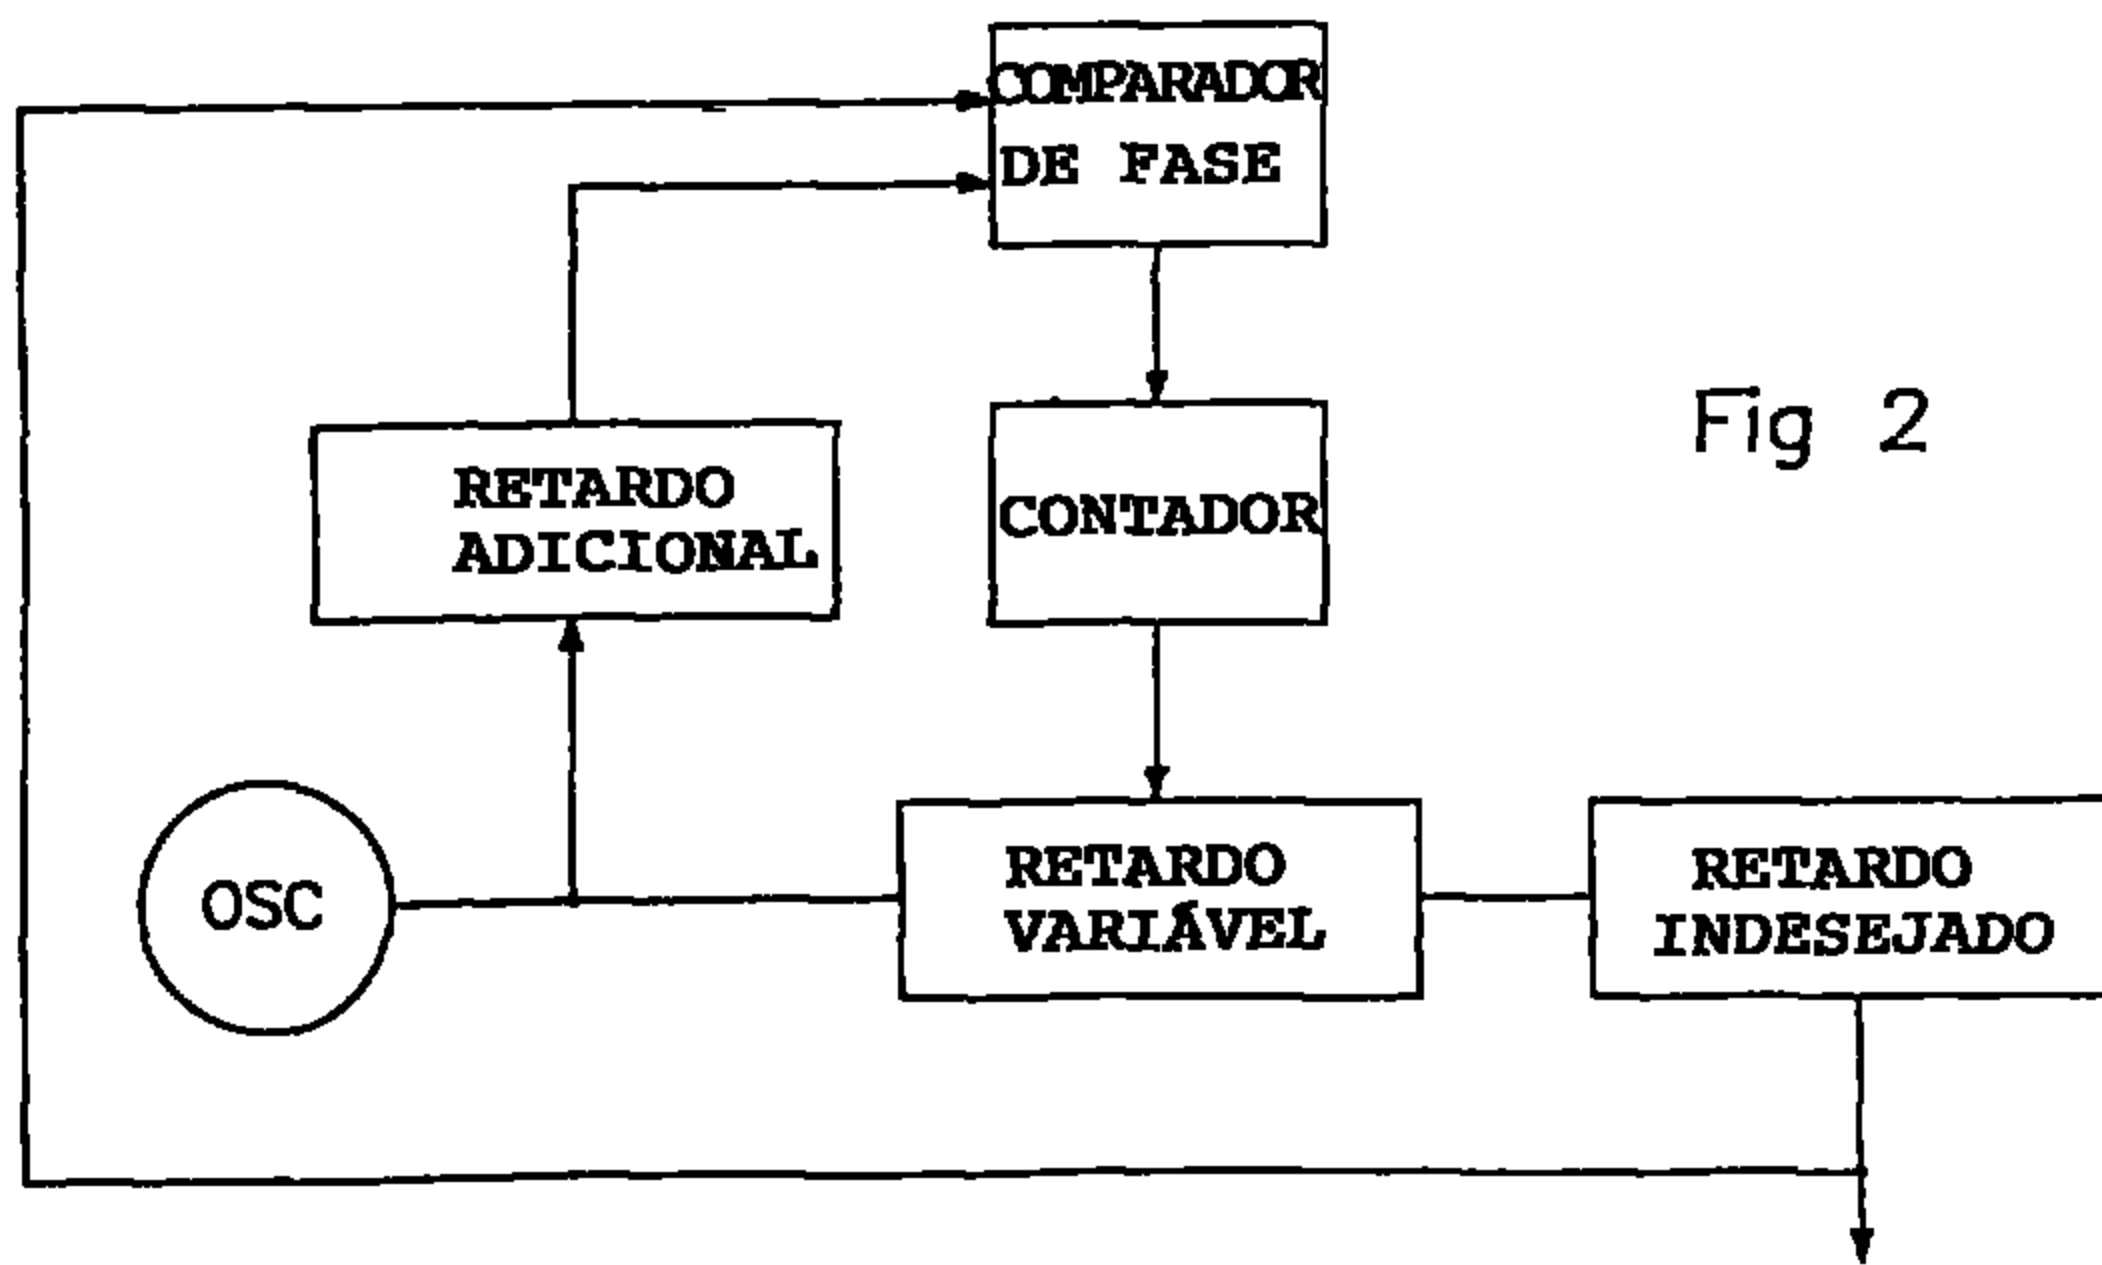 COMPARADOR
DE FASE
Fig 2
RETARDO
ADICIONAL
CONTADOR
OSC
RETARDO
VARIÁVEL
RETARDO
INDESEJADO